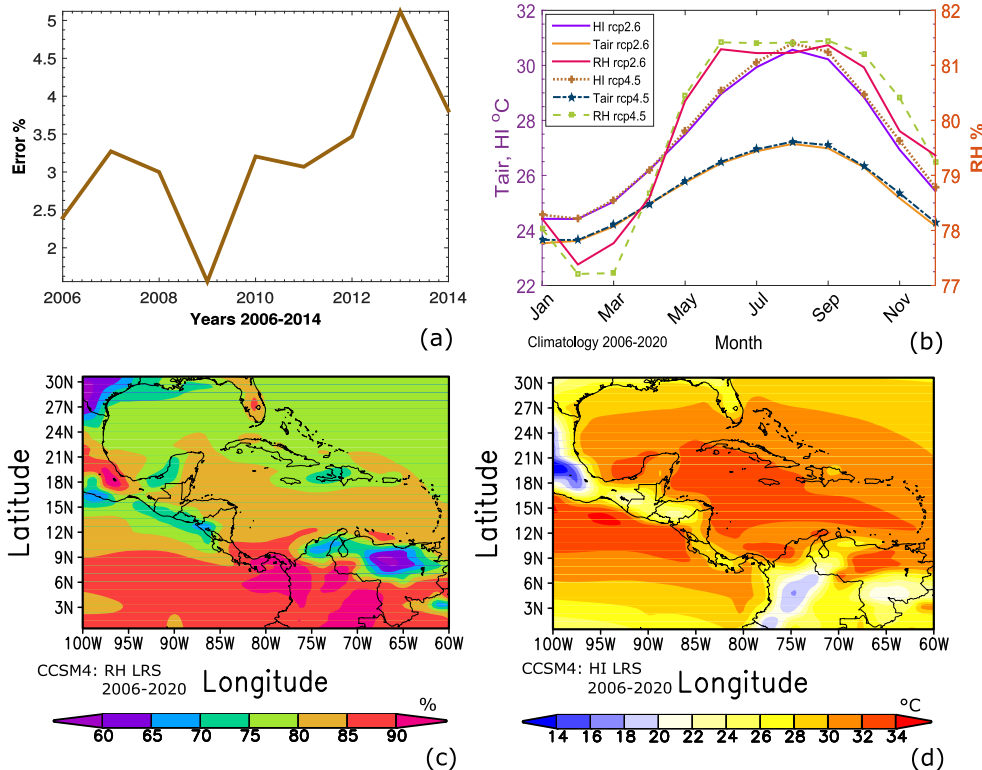 5
4.5
4
3.5
3
2.5
2
Error %
2006 2008 2010 2012 2014
Years 2006-2014
(a)
32
30
28
26
24
22
Tair, HI °C
HI rcp2.6
Tair rcp2.6
RH rcp2.6
HI rcp4.5
Tair rcp4.5
RH rcp4.5
82
81
80
79
78
77
76
RH %
Jan Mar May Jul Sep Nov
Climatology 2006-2020 Month
(b)
30N
27N
24N
21N
18N
15N
12N
9N
6N
3N
Latitude
100W 95W 90W 85W 80W 75W 70W 65W 60W
CCSM4: RH LRS
2006-2020
Longitude
%
60 65 70 75 80 85 90
(c)
30N
27N
24N
21N
18N
15N
12N
9N
6N
3N
Latitude
100W 95W 90W 85W 80W 75W 70W 65W 60W
CCSM4: HI LRS
2006-2020
Longitude
°C
14 16 18 20 22 24 26 28 30 32 34
(d)